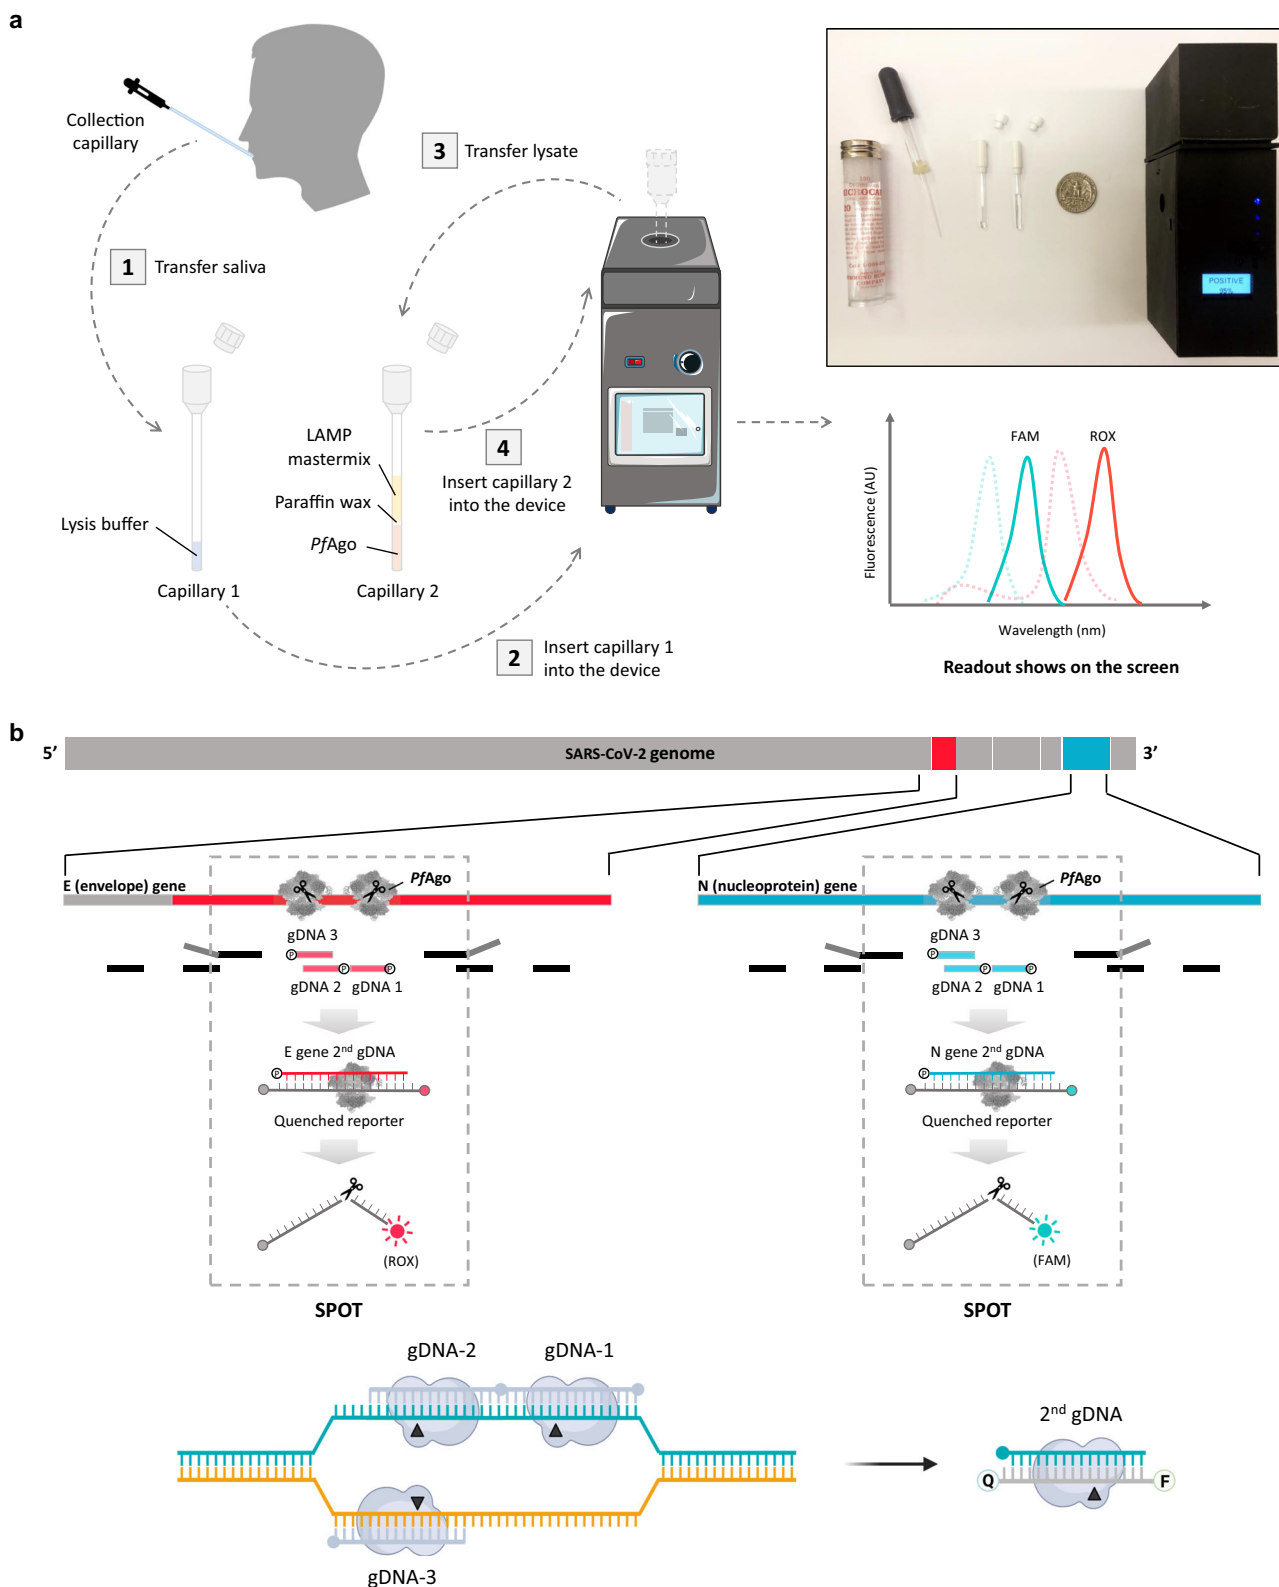 a
Collection
capillary
3 Transfer lysate
1 Transfer saliva
LAMP
mastermix
Paraffin wax
PfAgo
Lysis buffer
Capillary 1
Capillary 2
4
Insert capillary 2
into the device
2 Insert capillary 1
into the device
POSITIVE
95%
COMPANY
FAM ROX
Fluorescence (AU)
Wavelength (nm)
Readout shows on the screen
b
5’ SARS-CoV-2 genome 3’
E (envelope) gene
PfAgo
gDNA 3
P
P P
gDNA 2 gDNA 1
E gene 2nd gDNA
P
Quenched reporter
(ROX)
SPOT
N (nucleoprotein) gene
PfAgo
gDNA 3
P
P P
gDNA 2 gDNA 1
N gene 2nd gDNA
P
Quenched reporter
(FAM)
SPOT
gDNA-2 gDNA-1
gDNA-3
2nd gDNA
Q F